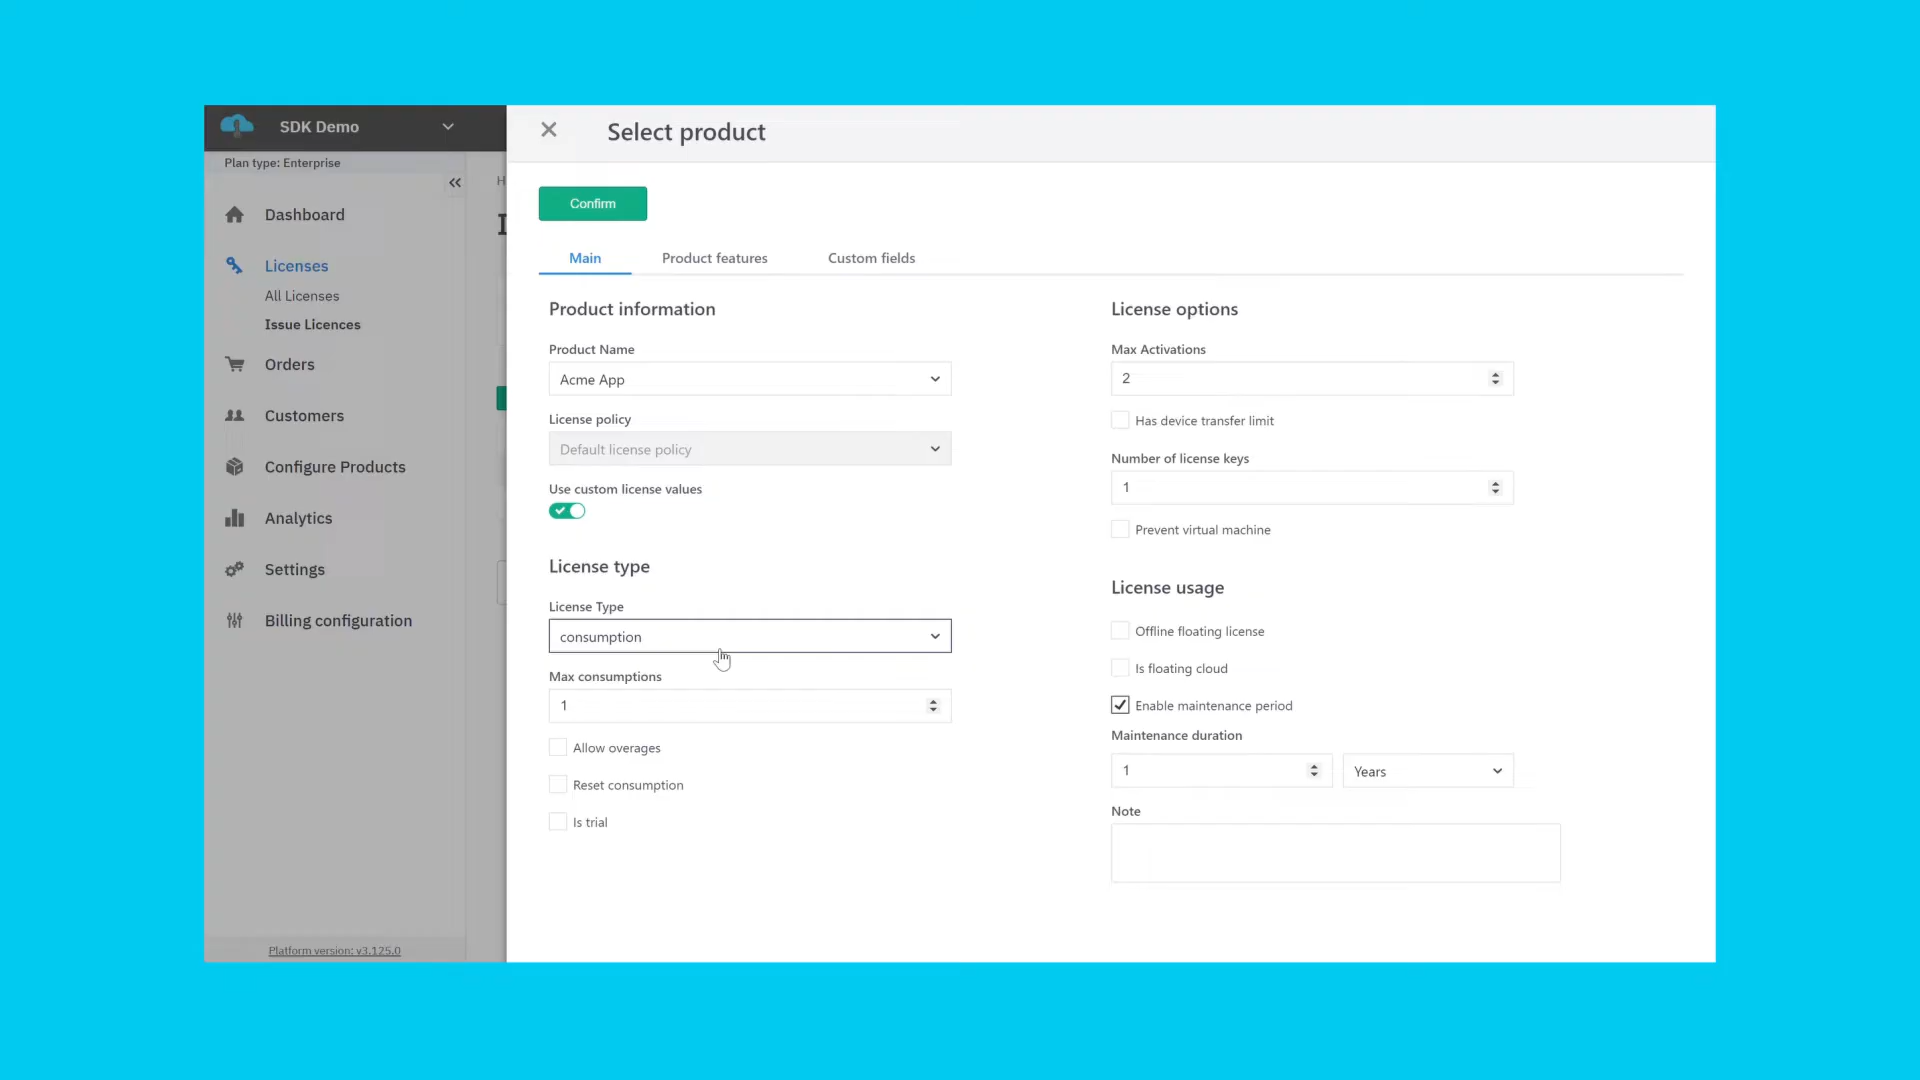 SDK Demo
Plan type: Enterprise
Dashboard
Licenses
All Licenses
Issue Licences
Orders
Customers
Configure Products
Analytics
Settings
Billing configuration
Platform version: v3.125.0
Select product
Confirm
Main
Product features
Custom fields
Product information
Product Name
Acme App
License policy
Default license policy
Use custom license values
License type
License Type
consumption
Max consumptions
1
Allow overages
Reset consumption
Is trial
License options
Max Activations
2
Has device transfer limit
Number of license keys
1
Prevent virtual machine
License usage
Offline floating license
Is floating cloud
Enable maintenance period
Maintenance duration
1
Years
Note